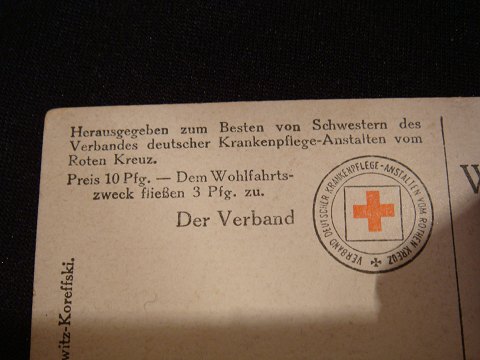 Herausgegeben zum Besten von Schwestern des
Verbandes deutscher Krankenpflege-Anstalten vom
Roten Kreuz.
Preis 10 Pfg. — Dem Wohlfahrts-
zweck fließen 3 Pfg. zu.
Der Verband
VERBAND DEUTSCHER KRANKENPFLEGE-ANSTALTEN VOM ROTHEN KREUZ
witz-Koreffski.
W